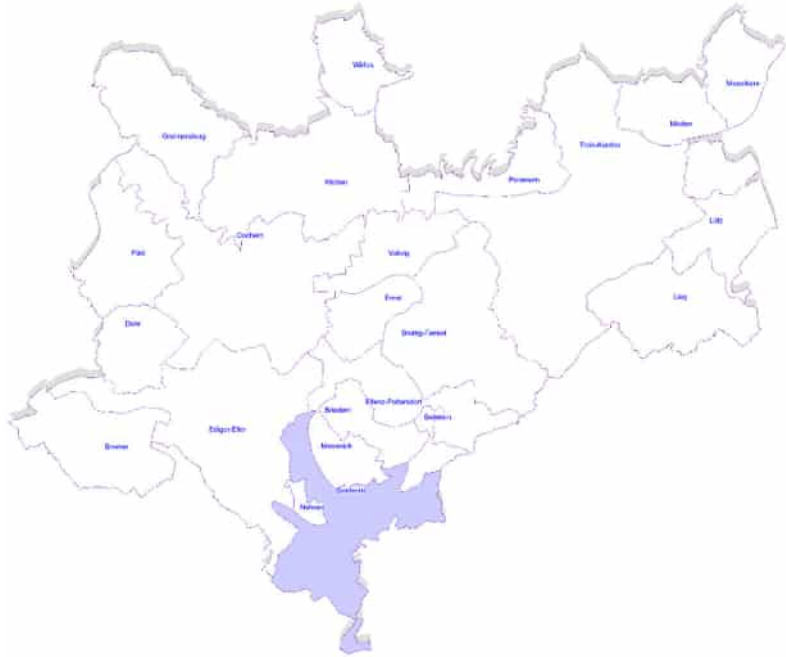 Wirfus
Moselkern
Müden
Greimersburg
Treis-Karden
Klotten
Pommern
Lütz
Cochem
Valwig
Faid
Ernst
Lieg
Dohr
Bruttig-Fankel
Ellenz-Poltersdorf
Briedern
Beilstein
Ediger-Eller
Bremm
Mesenich
Nehren